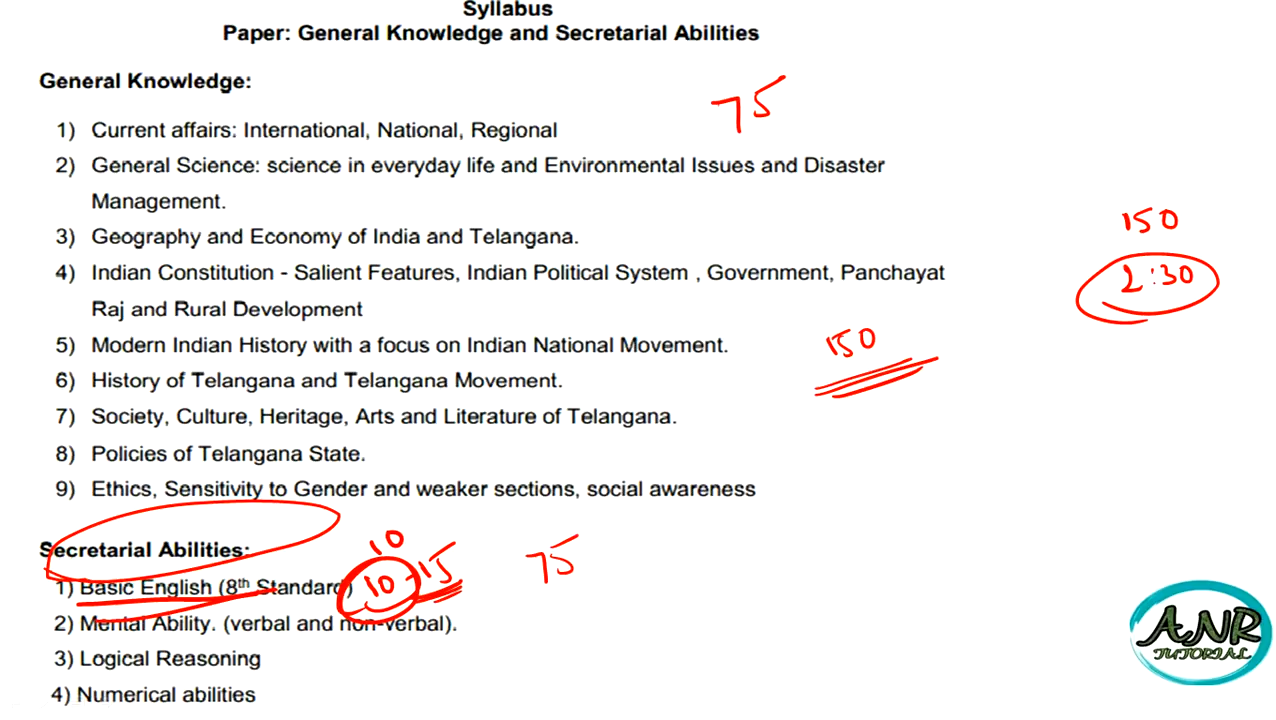 Syllabus
Paper: General Knowledge and Secretarial Abilities
General Knowledge:
75
1) Current affairs: International, National, Regional
2) General Science: science in everyday life and Environmental Issues and Disaster
Management.
150
3) Geography and Economy of India and Telangana.
2:30
4) Indian Constitution - Salient Features, Indian Political System , Government, Panchayat
Raj and Rural Development
5) Modern Indian History with a focus on Indian National Movement.
150
6) History of Telangana and Telangana Movement.
7) Society, Culture, Heritage, Arts and Literature of Telangana.
8) Policies of Telangana State.
9) Ethics, Sensitivity to Gender and weaker sections, social awareness
Secretarial Abilities:
10
75
1) Basic English (8th Standard)
10-15
2) Mental Ability. (verbal and non-verbal).
3) Logical Reasoning
4) Numerical abilities
ANR
TUTORIAL